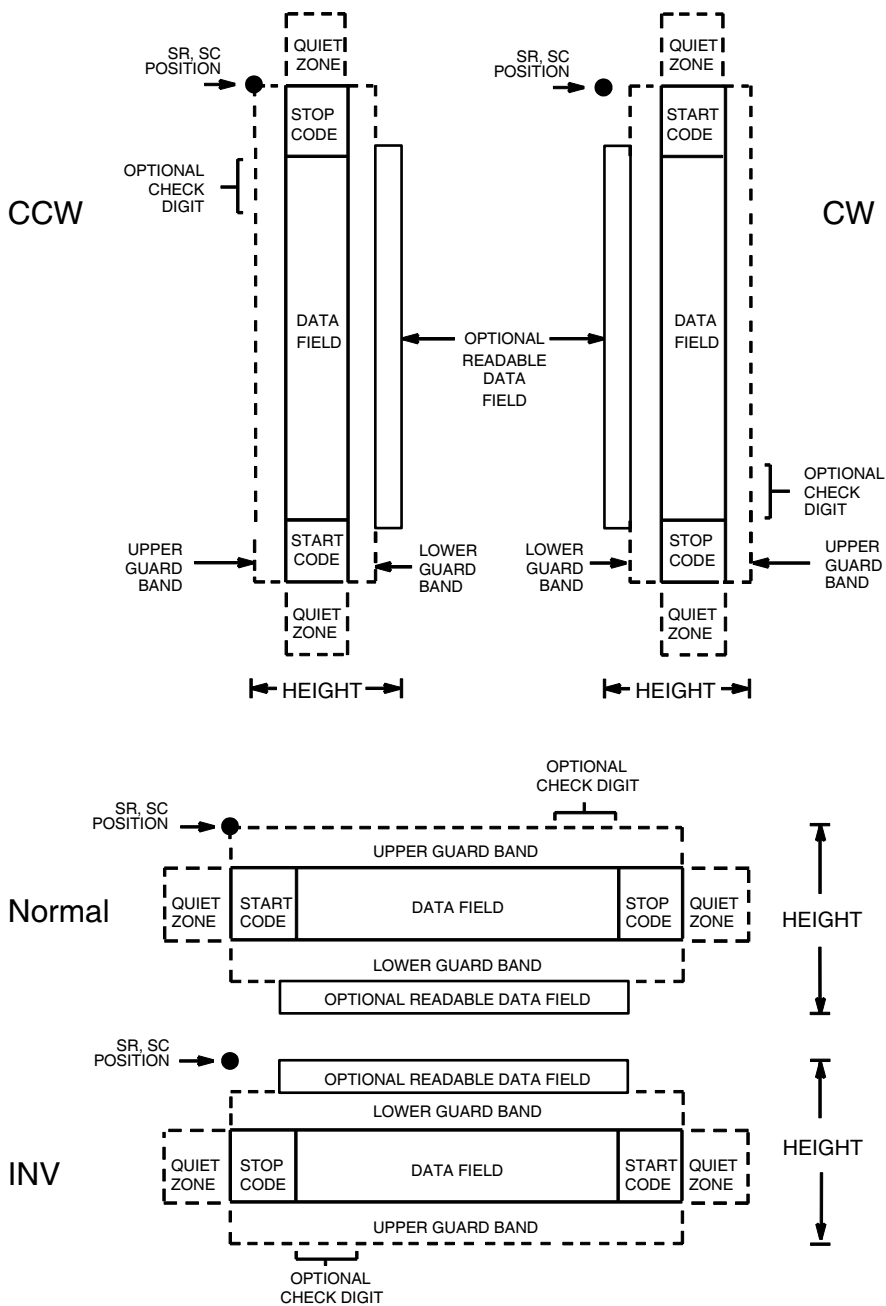 QUIET
ZONE
SR, SC
POSITION
STOP
CODE
OPTIONAL
CHECK
DIGIT
CCW
DATA
FIELD
START
CODE
UPPER
GUARD
BAND
LOWER
GUARD
BAND
QUIET
ZONE
HEIGHT
OPTIONAL
READABLE
DATA
FIELD
QUIET
ZONE
SR, SC
POSITION
START
CODE
CW
DATA
FIELD
OPTIONAL
CHECK
DIGIT
LOWER
GUARD
BAND
STOP
CODE
UPPER
GUARD
BAND
QUIET
ZONE
HEIGHT
OPTIONAL
CHECK DIGIT
SR, SC
POSITION
UPPER GUARD BAND
Normal
QUIET
ZONE
START
CODE
DATA FIELD
STOP
CODE
QUIET
ZONE
HEIGHT
LOWER GUARD BAND
OPTIONAL READABLE DATA FIELD
SR, SC
POSITION
OPTIONAL READABLE DATA FIELD
LOWER GUARD BAND
INV
QUIET
ZONE
STOP
CODE
DATA FIELD
START
CODE
QUIET
ZONE
HEIGHT
UPPER GUARD BAND
OPTIONAL
CHECK DIGIT